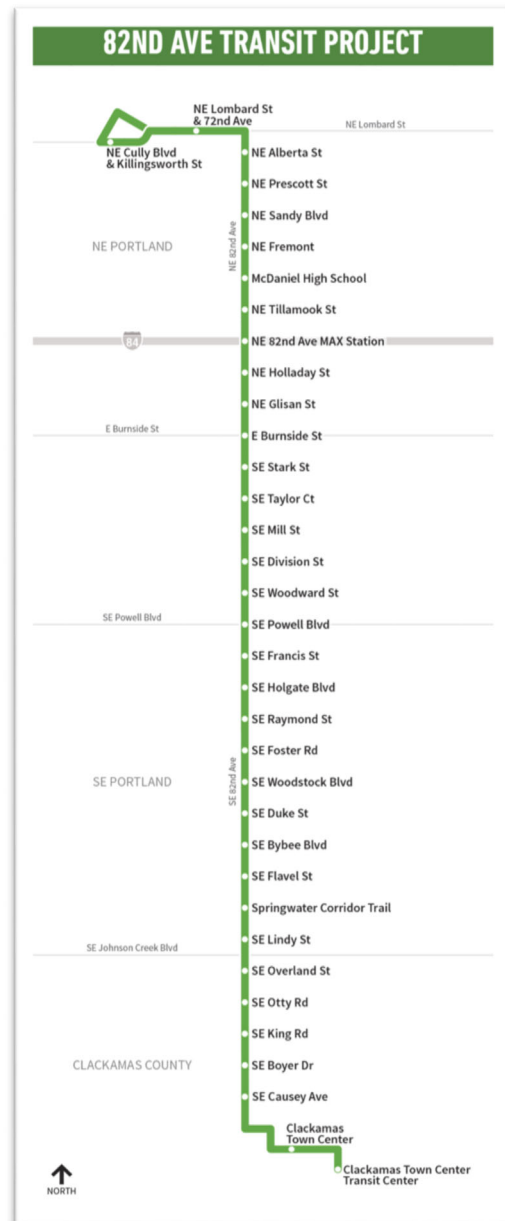 82ND AVE TRANSIT PROJECT
NE Lombard St
& 72nd Ave
NE Lombard St
NE Cully Blvd
& Killingsworth St
NE Alberta St
NE Prescott St
NE Sandy Blvd
NE 82nd Ave
NE PORTLAND
NE Fremont
McDaniel High School
NE Tillamook St
84
NE 82nd Ave MAX Station
NE Holladay St
NE Glisan St
E Burnside St
E Burnside St
SE Stark St
SE Taylor Ct
SE Mill St
SE Division St
SE Woodward St
SE Powell Blvd
SE Powell Blvd
SE Francis St
SE Holgate Blvd
SE Raymond St
SE Foster Rd
SE 82nd Ave
SE PORTLAND
SE Woodstock Blvd
SE Duke St
SE Bybee Blvd
SE Flavel St
Springwater Corridor Trail
SE Lindy St
SE Johnson Creek Blvd
SE Overland St
SE Otty Rd
SE King Rd
CLACKAMAS COUNTY
SE Boyer Dr
SE Causey Ave
Clackamas
Town Center
Clackamas Town Center
Transit Center
NORTH